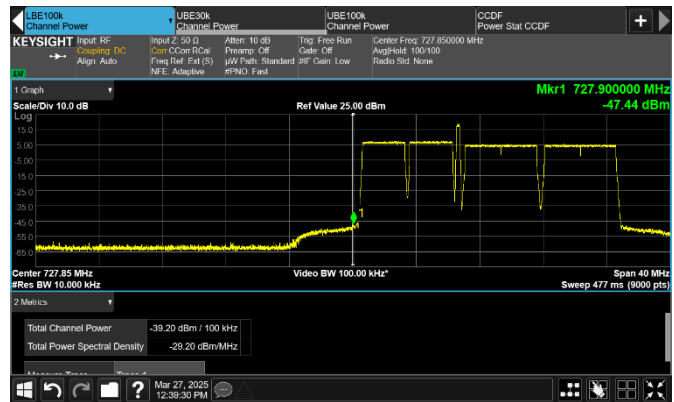 LBE100k
Channel Power
UBE30k
Channel Power
UBE100k
Channel Power
CCDF
Power Stat CCDF
KEYSIGHT
Input: RF
Coupling: DC
Align: Auto
Input Z: 50 Ω
Corr CCorr RCal
Freq Ref: Ext (S)
NFE: Adaptive
Atten: 10 dB
Preamp: Off
µW Path: Standard
#PNO: Fast
Trig: Free Run
Gate: Off
#IF Gain: Low
Center Freq: 727.850000 MHz
Avg|Hold: 100/100
Radio Std: None
LXI
1 Graph
Mkr1 727.900000 MHz
-47.44 dBm
Scale/Div 10.0 dB
Ref Value 25.00 dBm
Log
15.0
5.00
-5.00
-15.0
-25.0
-35.0
-45.0
-55.0
-65.0
Center 727.85 MHz
#Res BW 10.000 kHz
Video BW 100.00 kHz*
Span 40 MHz
Sweep 477 ms (9000 pts)
2 Metrics
Total Channel Power -39.20 dBm / 100 kHz
Total Power Spectral Density -29.20 dBm/MHz
Measure Trace Trace 1
Mar 27, 2025
12:39:30 PM